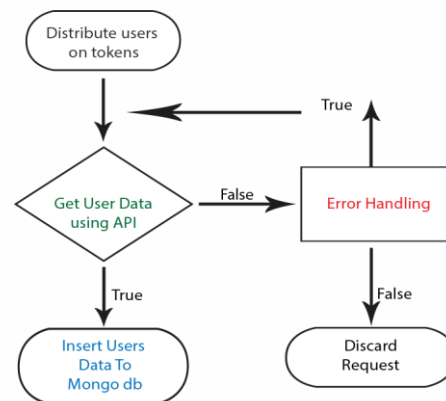 Distribute users
on tokens
True
Get User Data
using API
False
Error Handling
True
False
Insert Users
Data To
Mongo db
Discard
Request